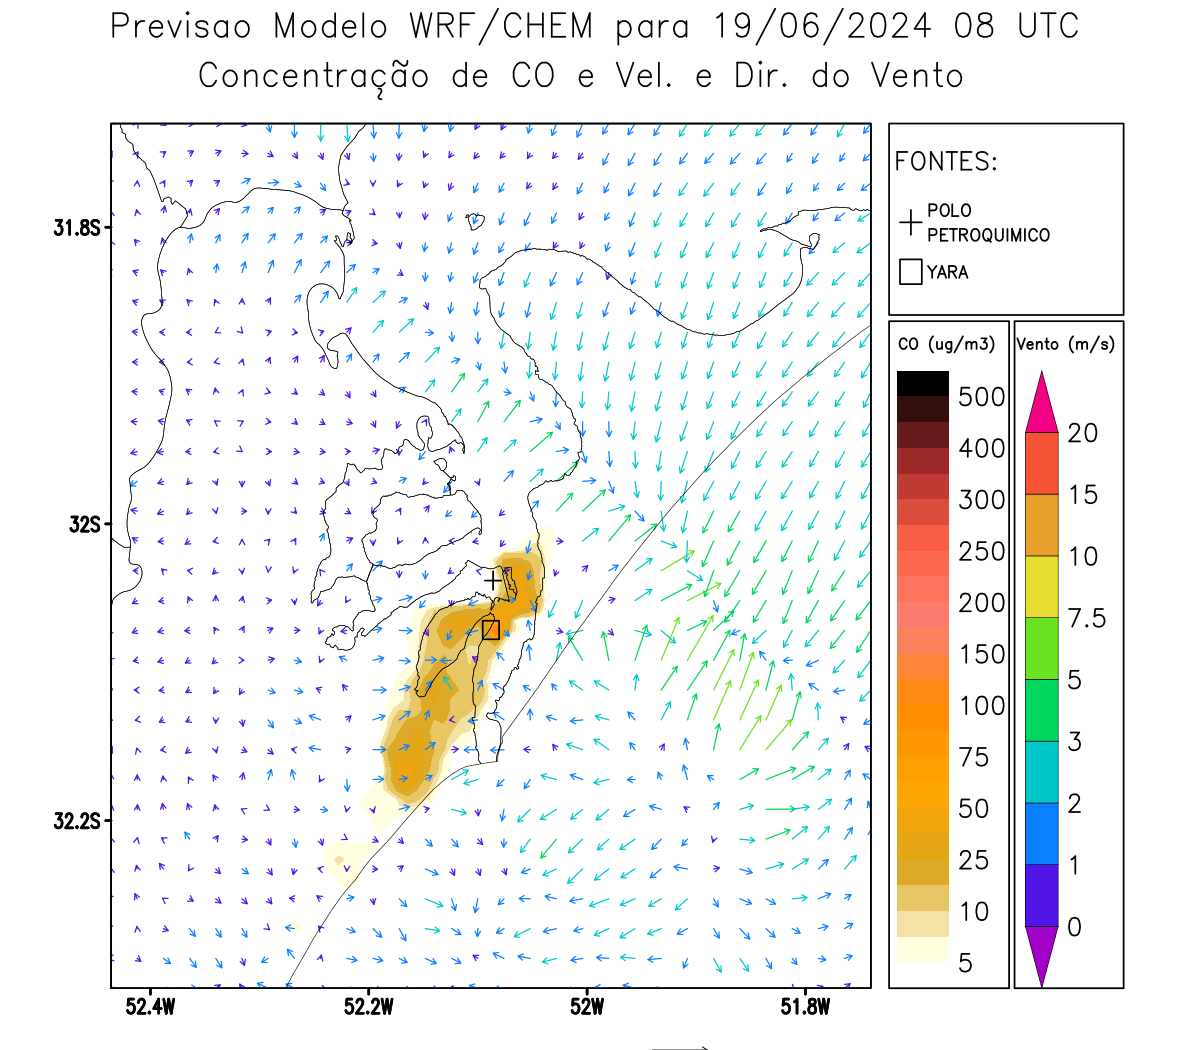 Previsao Modelo WRF/CHEM para 19/06/2024 08 UTC
Concentração de CO e Vel. e Dir. do Vento
FONTES:
POLO
PETROQUIMICO
YARA
CO (ug/m3)
500
400
300
250
200
150
100
75
50
25
10
5
Vento (m/s)
20
15
10
7.5
5
3
2
1
0
31.8S
32S
32.2S
52.4W
52.2W
52W
51.8W